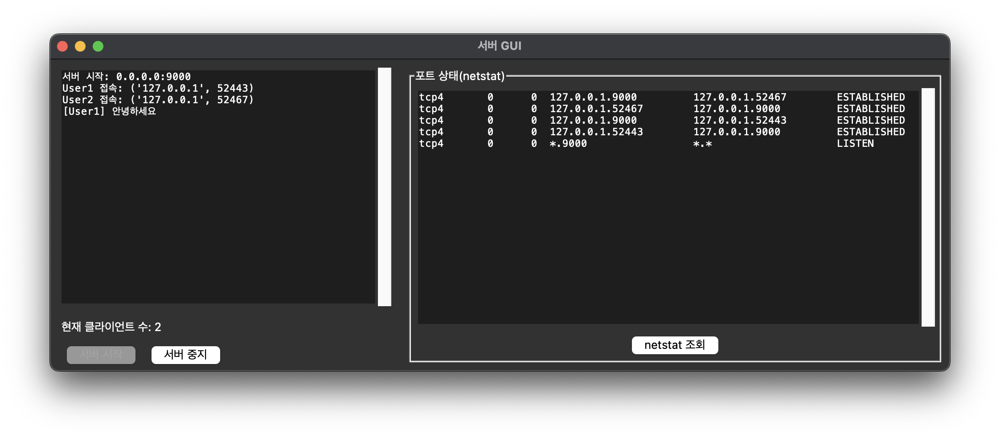 서버 GUI
서버 시작: 0.0.0.0:9000
User1 접속: ('127.0.0.1', 52443)
User2 접속: ('127.0.0.1', 52467)
[User1] 안녕하세요
현재 클라이언트 수: 2
서버 시작
서버 중지
포트 상태(netstat)
tcp4 0 0 127.0.0.1.9000 127.0.0.1.52467 ESTABLISHED
tcp4 0 0 127.0.0.1.52467 127.0.0.1.9000 ESTABLISHED
tcp4 0 0 127.0.0.1.9000 127.0.0.1.52443 ESTABLISHED
tcp4 0 0 127.0.0.1.52443 127.0.0.1.9000 ESTABLISHED
tcp4 0 0 *.9000 *.* LISTEN
netstat 조회